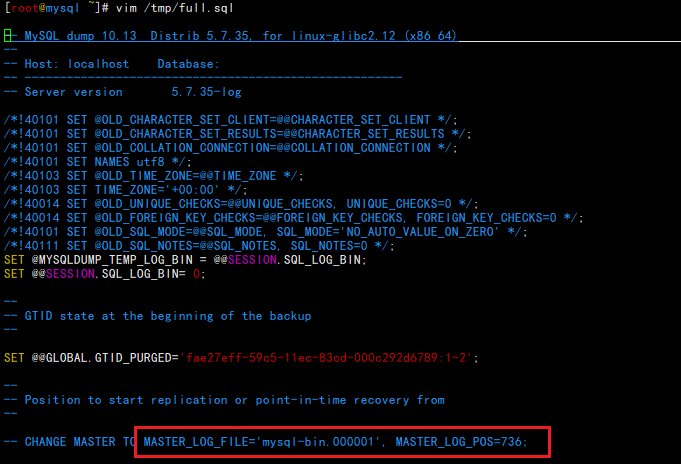 [root@mysql ~]# vim /tmp/full.sql
-- MySQL dump 10.13  Distrib 5.7.35, for linux-glibc2.12 (x86_64)
--
-- Host: localhost    Database:
-- ------------------------------------------------------
-- Server version      5.7.35-log
/*!40101 SET @OLD_CHARACTER_SET_CLIENT=@@CHARACTER_SET_CLIENT */;
/*!40101 SET @OLD_CHARACTER_SET_RESULTS=@@CHARACTER_SET_RESULTS */;
/*!40101 SET @OLD_COLLATION_CONNECTION=@@COLLATION_CONNECTION */;
/*!40101 SET NAMES utf8 */;
/*!40103 SET @OLD_TIME_ZONE=@@TIME_ZONE */;
/*!40103 SET TIME_ZONE='+00:00' */;
/*!40014 SET @OLD_UNIQUE_CHECKS=@@UNIQUE_CHECKS, UNIQUE_CHECKS=0 */;
/*!40014 SET @OLD_FOREIGN_KEY_CHECKS=@@FOREIGN_KEY_CHECKS, FOREIGN_KEY_CHECKS=0 */;
/*!40101 SET @OLD_SQL_MODE=@@SQL_MODE, SQL_MODE='NO_AUTO_VALUE_ON_ZERO' */;
/*!40111 SET @OLD_SQL_NOTES=@@SQL_NOTES, SQL_NOTES=0 */;
SET @MYSQLDUMP_TEMP_LOG_BIN = @@SESSION.SQL_LOG_BIN;
SET @@SESSION.SQL_LOG_BIN= 0;
--
-- GTID state at the beginning of the backup
--
SET @@GLOBAL.GTID_PURGED='fae27eff-59c5-11ec-83cd-000c292d6789:1-2';
--
-- Position to start replication or point-in-time recovery from
--
-- CHANGE MASTER TO MASTER_LOG_FILE='mysql-bin.000001', MASTER_LOG_POS=736;